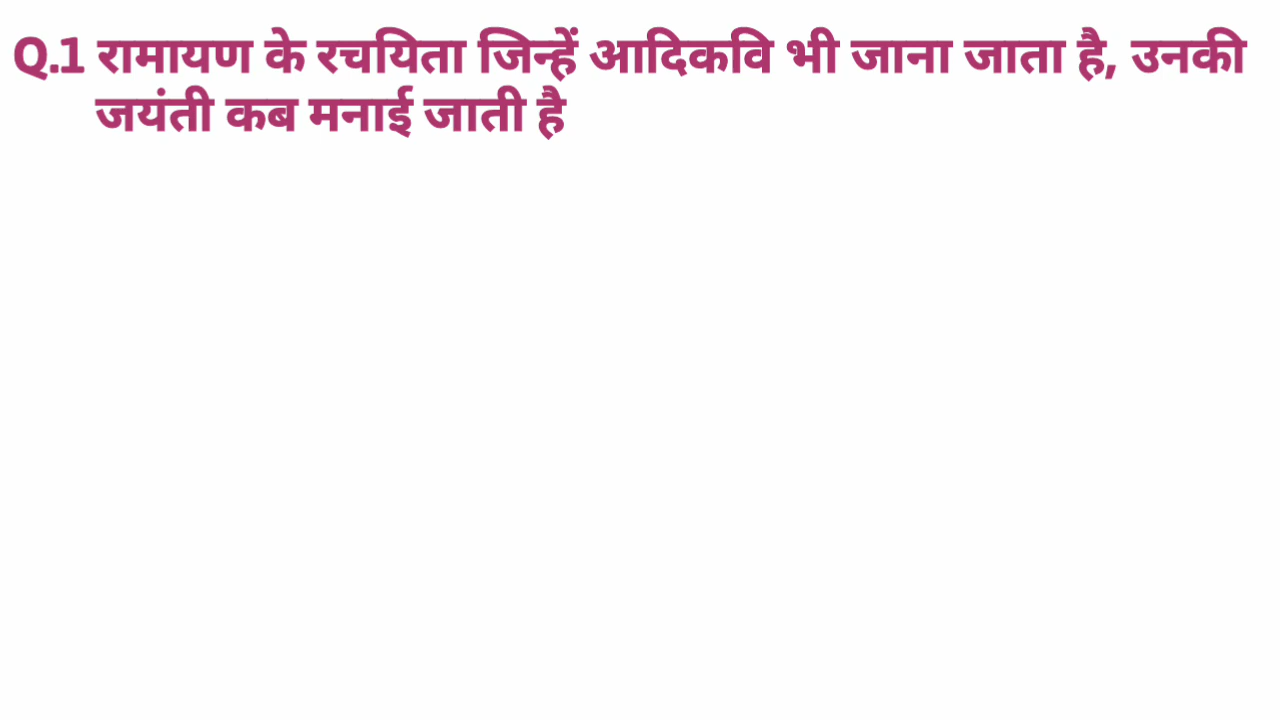 Q.1 रामायण के रचयिता जिन्हें आदिकवि भी जाना जाता है, उनकी
जयंती कब मनाई जाती है